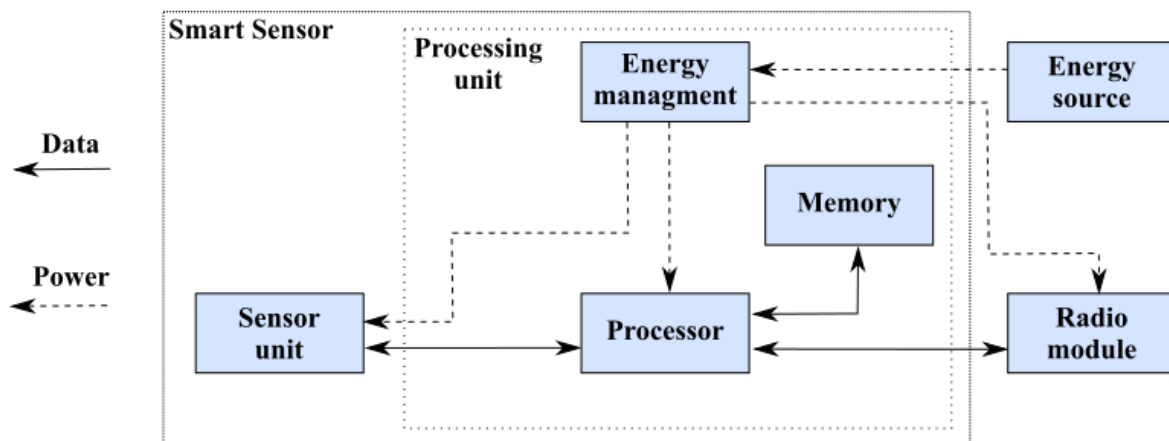 Smart Sensor
Processing
unit
Energy
managment
Energy
source
Data
Memory
Power
Sensor
unit
Processor
Radio
module